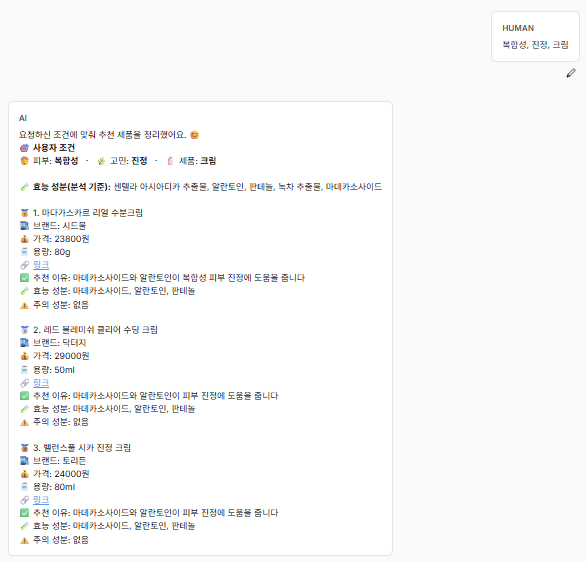 HUMAN
복합성, 진정, 크림
AI
요청하신 조건에 맞춰 추천 제품을 정리했어요. 😊
🎯 사용자 조건
🧑 피부: 복합성 · 🌿 고민: 진정 · 🧴 제품: 크림
🧪 효능 성분(분석 기준): 센텔라 아시아티카 추출물, 알란토인, 판테놀, 녹차 추출물, 마데카소사이드
🥇 1. 마다가스카르 리얼 수분크림
🏪 브랜드: 시드물
💰 가격: 23800원
🧴 용량: 80g
🔗 링크
✅ 추천 이유: 마데카소사이드와 알란토인이 복합성 피부 진정에 도움을 줍니다
🧪 효능 성분: 마데카소사이드, 알란토인, 판테놀
⚠️ 주의 성분: 없음
🥈 2. 레드 블레미쉬 클리어 수딩 크림
🏪 브랜드: 닥터지
💰 가격: 29000원
🧴 용량: 50ml
🔗 링크
✅ 추천 이유: 마데카소사이드와 알란토인이 피부 진정에 도움을 줍니다
🧪 효능 성분: 마데카소사이드, 알란토인, 판테놀
⚠️ 주의 성분: 없음
🥉 3. 밸런스풀 시카 진정 크림
🏪 브랜드: 토리든
💰 가격: 24000원
🧴 용량: 80ml
🔗 링크
✅ 추천 이유: 마데카소사이드와 알란토인이 피부 진정에 도움을 줍니다
🧪 효능 성분: 마데카소사이드, 알란토인, 판테놀
⚠️ 주의 성분: 없음